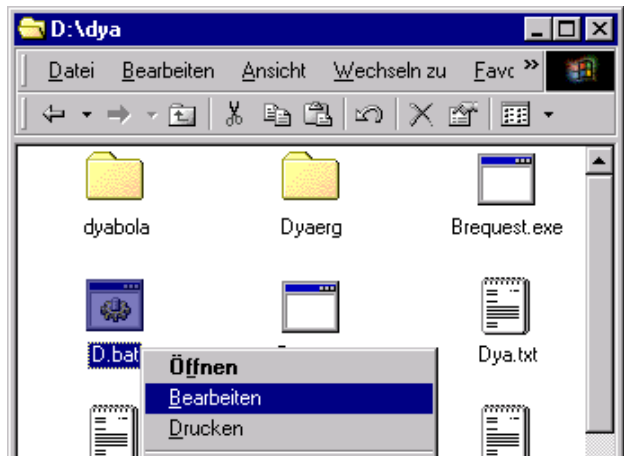 D:\dya
Datei Bearbeiten Ansicht Wechseln zu Favc »
dyabola Dyaerg Brequest.exe
D.bat Dya.txt
Öffnen
Bearbeiten
Drucken